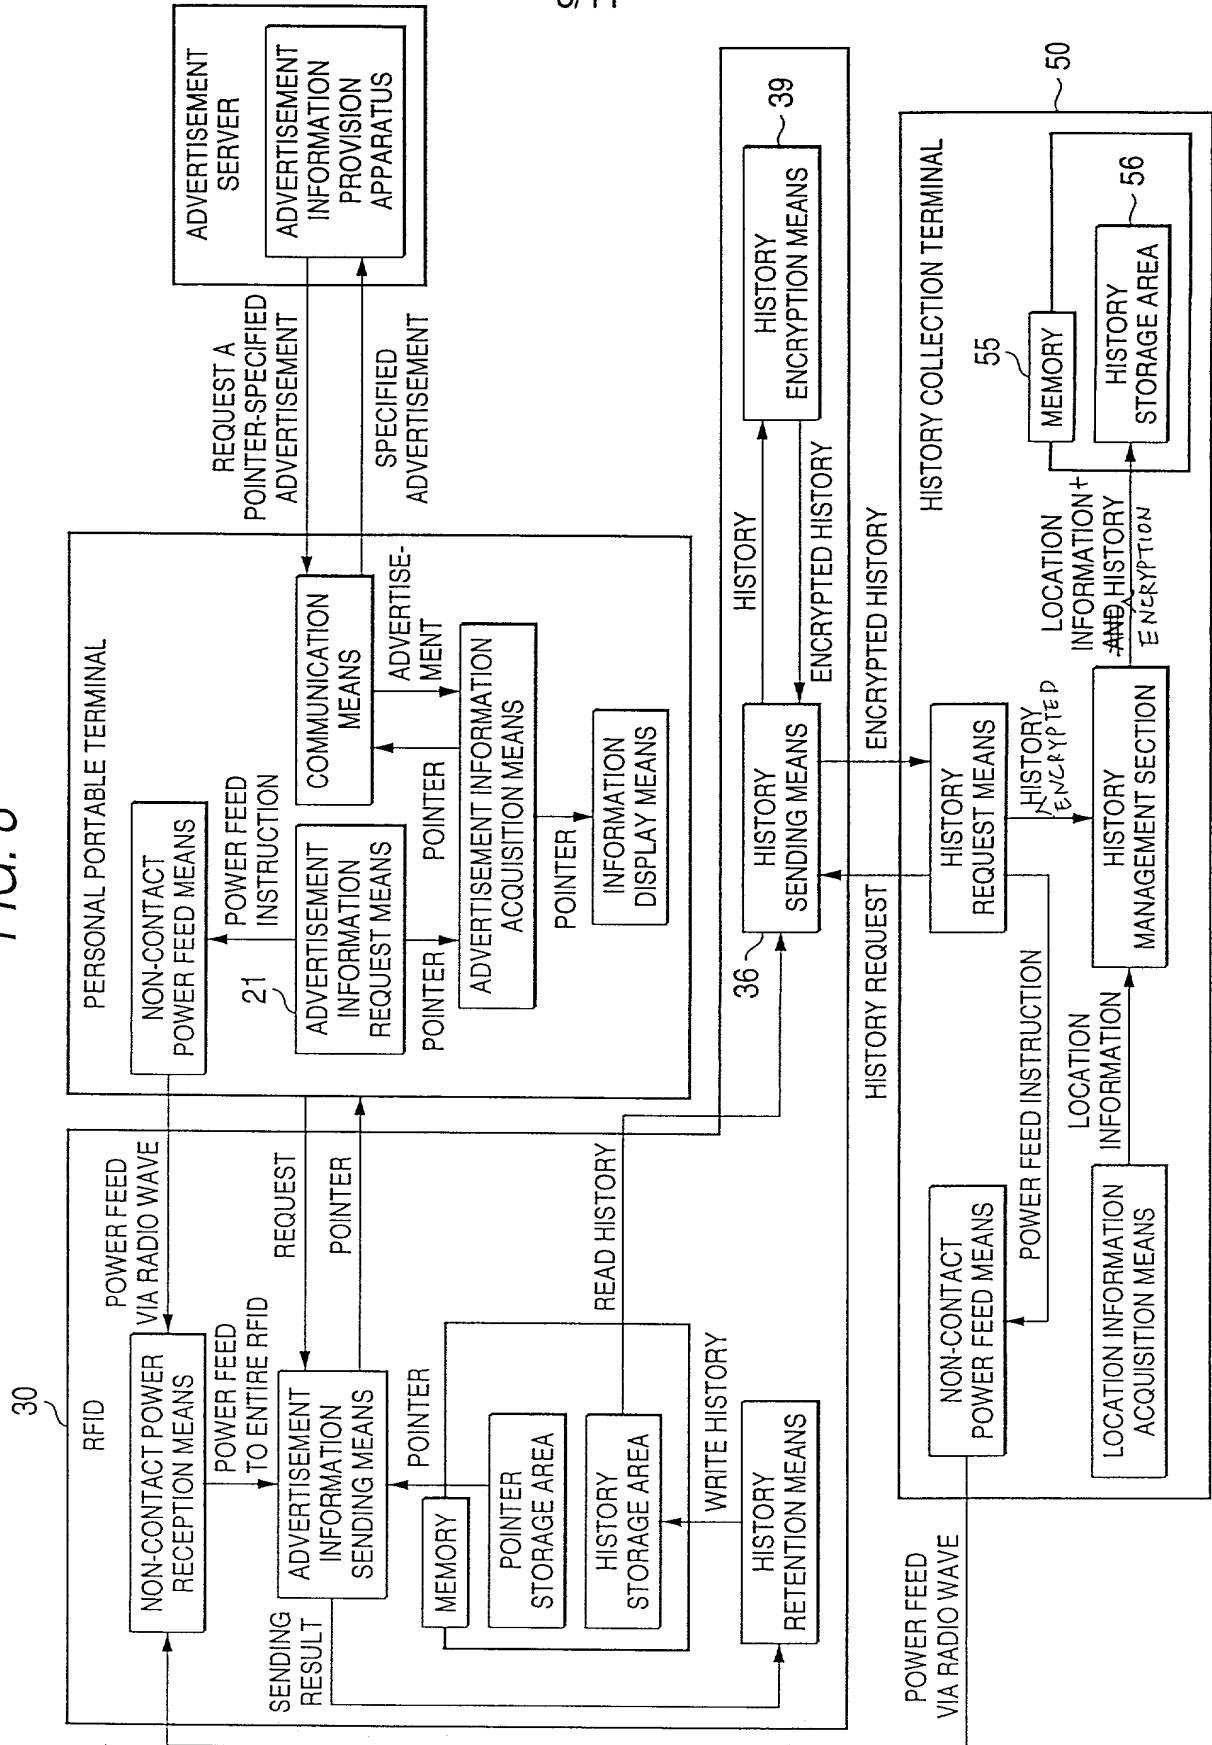 FIG.
30
RFID
NON-CONTACT POWER
RECEPTION MEANS
POWER FEED
TO ENTIRE RFID
ADVERTISEMENT
INFORMATION
SENDING MEANS
SENDING
RESULT
POINTER
MEMORY
POINTER
STORAGE AREA
HISTORY
STORAGE AREA
WRITE HISTORY
HISTORY
RETENTION MEANS
READ HISTORY
POWER FEED
VIA RADIO WAVE
REQUEST
POINTER
PERSONAL PORTABLE TERMINAL
NON-CONTACT
POWER FEED MEANS
POWER FEED
INSTRUCTION
21
ADVERTISEMENT
INFORMATION
REQUEST MEANS
COMMUNICATION
MEANS
POINTER
POINTER
ADVERTISE-
MENT
ADVERTISEMENT INFORMATION
ACQUISITION MEANS
POINTER
INFORMATION
DISPLAY MEANS
REQUEST A
POINTER-SPECIFIED
ADVERTISEMENT
SPECIFIED
ADVERTISEMENT
ADVERTISEMENT
SERVER
ADVERTISEMENT
INFORMATION
PROVISION
APPARATUS
36
HISTORY
SENDING MEANS
HISTORY
ENCRYPTED HISTORY
HISTORY
ENCRYPTION MEANS
39
HISTORY REQUEST
ENCRYPTED HISTORY
POWER FEED
VIA RADIO WAVE
HISTORY COLLECTION TERMINAL
50
NON-CONTACT
POWER FEED MEANS
POWER FEED INSTRUCTION
HISTORY
REQUEST MEANS
HISTORY
ENCRYPTED
LOCATION INFORMATION
ACQUISITION MEANS
LOCATION
INFORMATION
HISTORY
MANAGEMENT SECTION
LOCATION
INFORMATION+
AND HISTORY
ENCRYPTION
55
MEMORY
HISTORY
STORAGE AREA
56